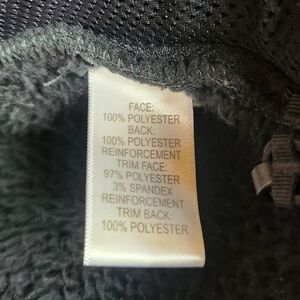 FACE:
100% POLYESTER
BACK:
100% POLYESTER
REINFORCEMENT
TRIM FACE:
97% POLYESTER
3% SPANDEX
REINFORCEMENT
TRIM BACK:
100% POLYESTER